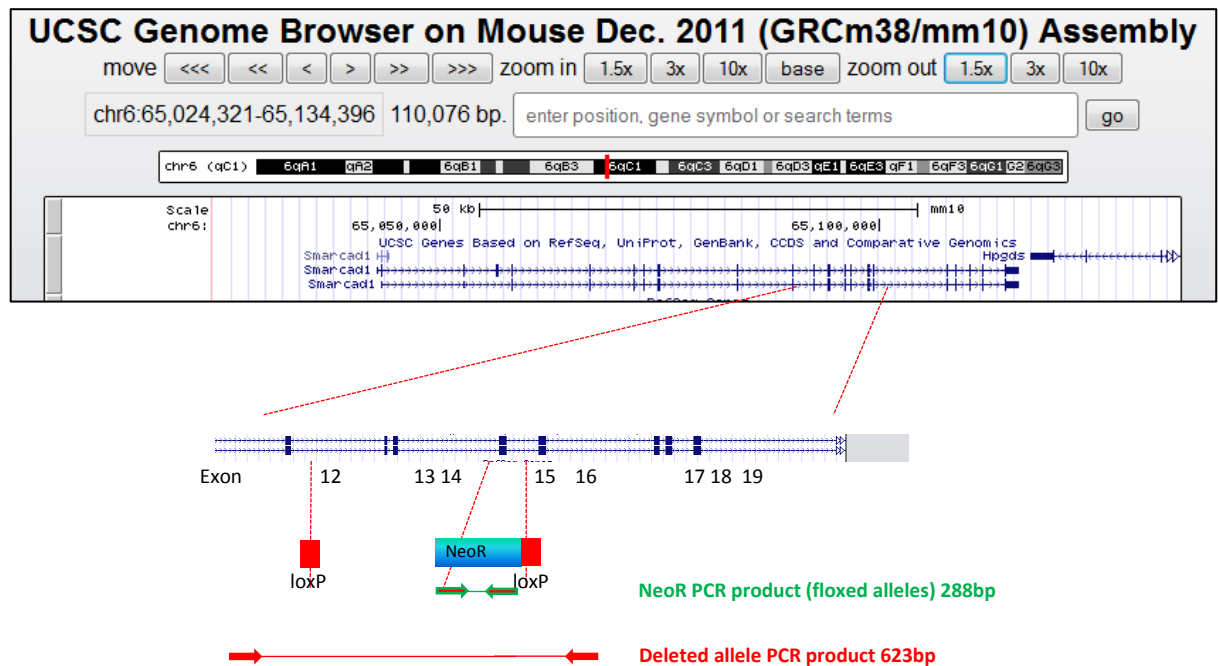 UCSC Genome Browser on Mouse Dec. 2011 (GRCm38/mm10) Assembly
move <<< << < > >> >>> zoom in 1.5x 3x 10x base zoom out 1.5x 3x 10x
chr6:65,024,321-65,134,396 110,076 bp. enter position, gene symbol or search terms go
chr6 (qC1) 6qA1 qA2 6qB1 6qB3 6qC1 6qC3 6qD1 6qD3 qE1 6qE3 qF1 6qF3 6qG1 G2 6qG3
Scale 50 kb mm10
chr6: 65,050,000 65,100,000
UCSC Genes Based on RefSeq, UniProt, GenBank, CCDS and Comparative Genomics
Smarcad1 Hpgds
Smarcad1
Smarcad1
Exon 12 13 14 15 16 17 18 19
NeoR
loxP loxP
NeoR PCR product (floxed alleles) 288bp
Deleted allele PCR product 623bp